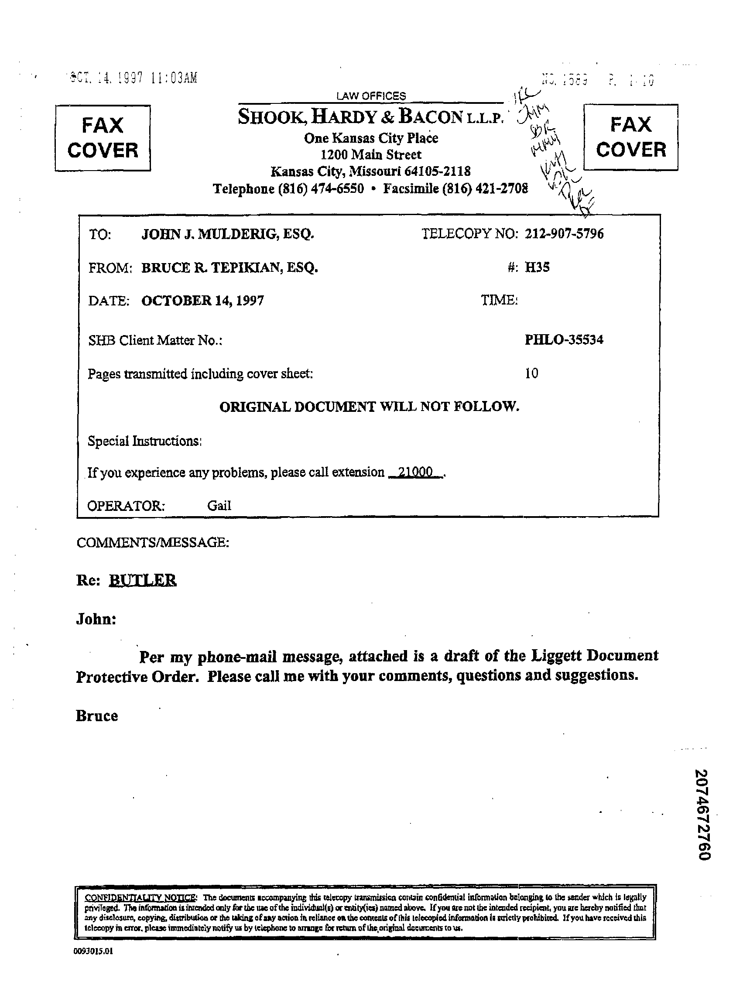 OCT. 14. 1997 11:03AM
NO. 1589 P. 1/10
LAW OFFICES
SHOOK, HARDY & BACON L.L.P.
One Kansas City Place
1200 Main Street
Kansas City, Missouri 64105-2118
Telephone (816) 474-6550 • Facsimile (816) 421-2708
FAX
COVER
FAX
COVER
TO: JOHN J. MULDERIG, ESQ. TELECOPY NO: 212-907-5796
FROM: BRUCE R. TEPIKIAN, ESQ. #: H35
DATE: OCTOBER 14, 1997 TIME:
SHB Client Matter No.: PHLO-35534
Pages transmitted including cover sheet: 10
ORIGINAL DOCUMENT WILL NOT FOLLOW.
Special Instructions:
If you experience any problems, please call extension 21000 .
OPERATOR: Gail
COMMENTS/MESSAGE:
Re: BUTLER
John:
Per my phone-mail message, attached is a draft of the Liggett Document
Protective Order. Please call me with your comments, questions and suggestions.
Bruce
2074672760
CONFIDENTIALITY NOTICE: The documents accompanying this telecopy transmission contain confidential information belonging to the sender which is legally
privileged. The information is intended only for the use of the individual(s) or entity(ies) named above. If you are not the intended recipient, you are hereby notified that
any disclosure, copying, distribution or the taking of any action in reliance on the contents of this telecopied information is strictly prohibited. If you have received this
telecopy in error, please immediately notify us by telephone to arrange for return of the original documents to us.
0093015.01